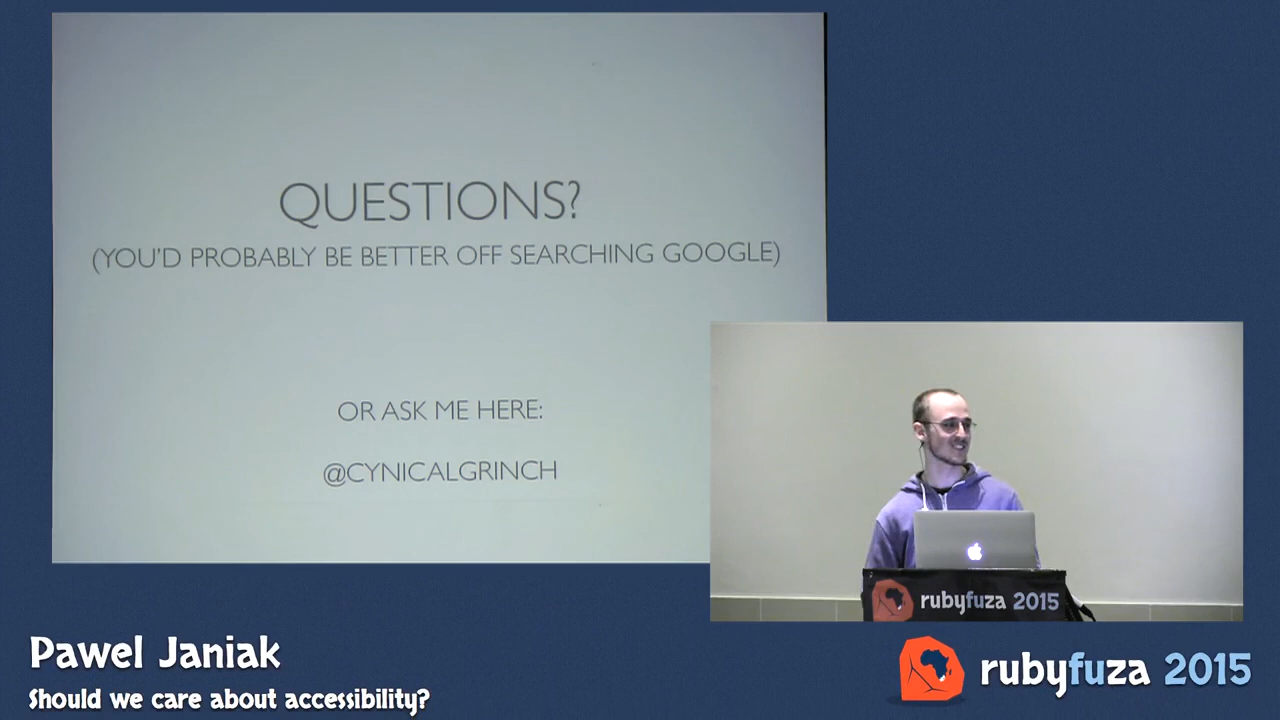 QUESTIONS?
(YOU'D PROBABLY BE BETTER OFF SEARCHING GOOGLE)
OR ASK ME HERE:
@CYNICALGRINCH
rubyfuza 2015
Pawel Janiak
Should we care about accessibility?
rubyfuza 2015